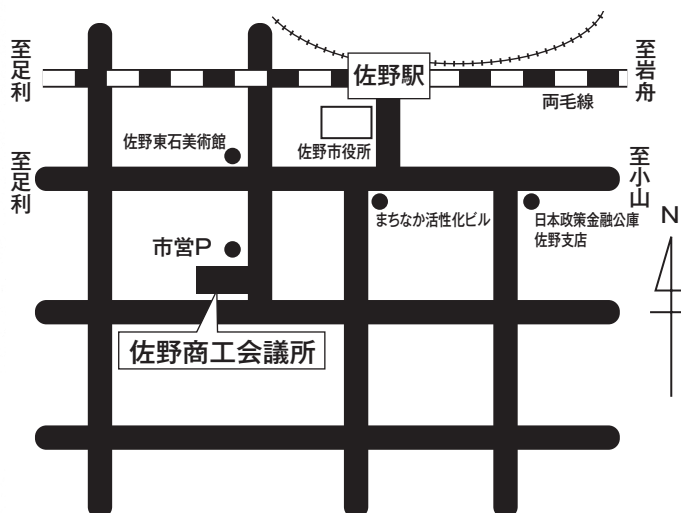 至足利
佐野駅
至岩舟
両毛線
佐野東石美術館
佐野市役所
至足利
至小山
まちなか活性化ビル
日本政策金融公庫
佐野支店
N
市営P
佐野商工会議所